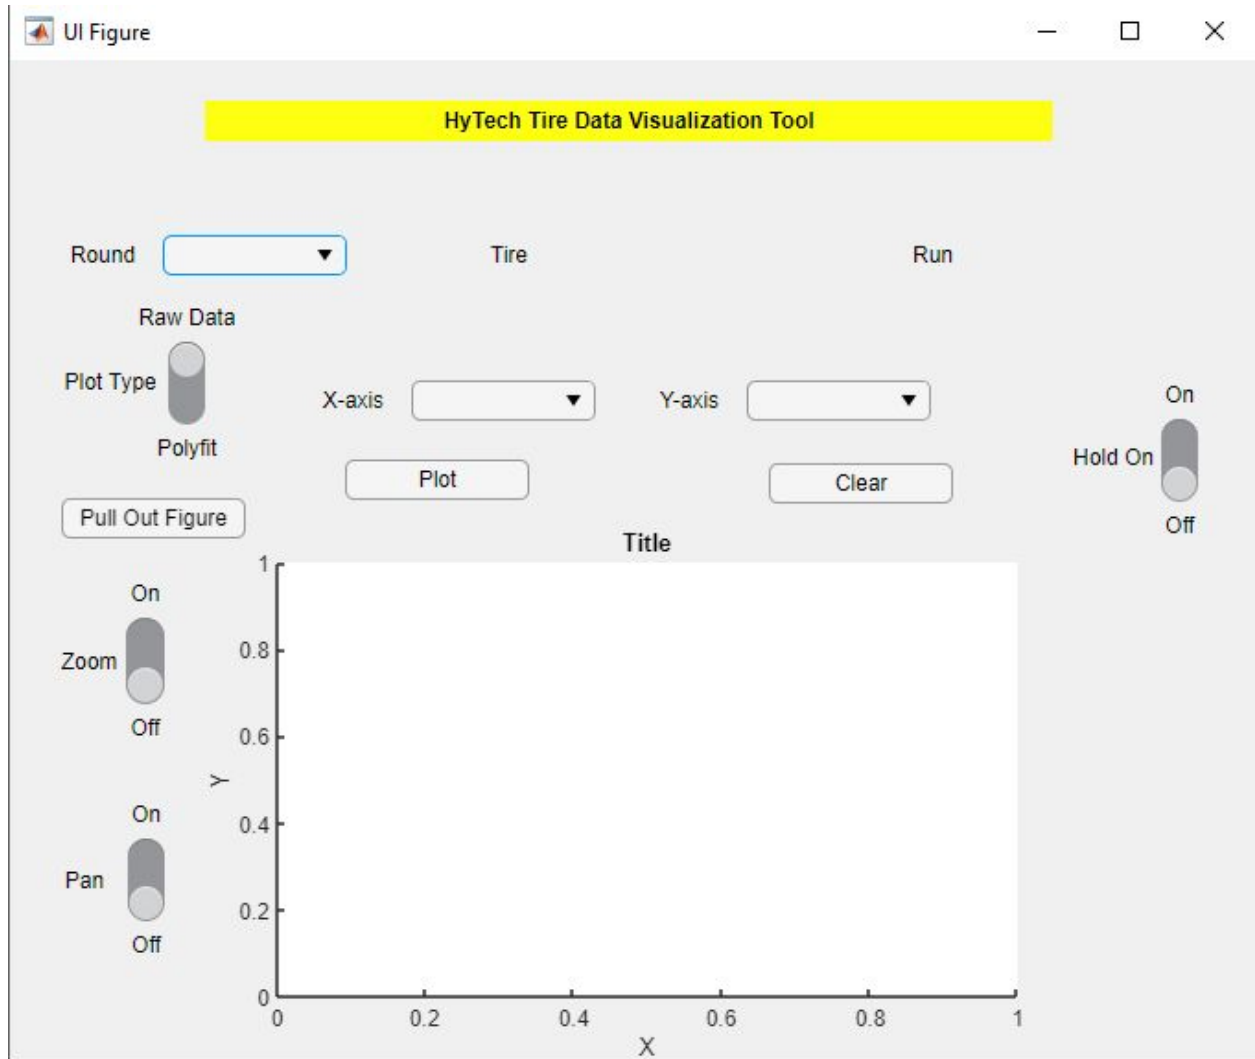 UI Figure
HyTech Tire Data Visualization Tool
Round
Tire
Run
Raw Data
Plot Type
Polyfit
X-axis
Y-axis
On
Hold On
Off
Plot
Clear
Pull Out Figure
Title
On
Zoom
Off
On
Pan
Off
1
0.8
0.6
Y
0.4
0.2
0
0 0.2 0.4 0.6 0.8 1
X